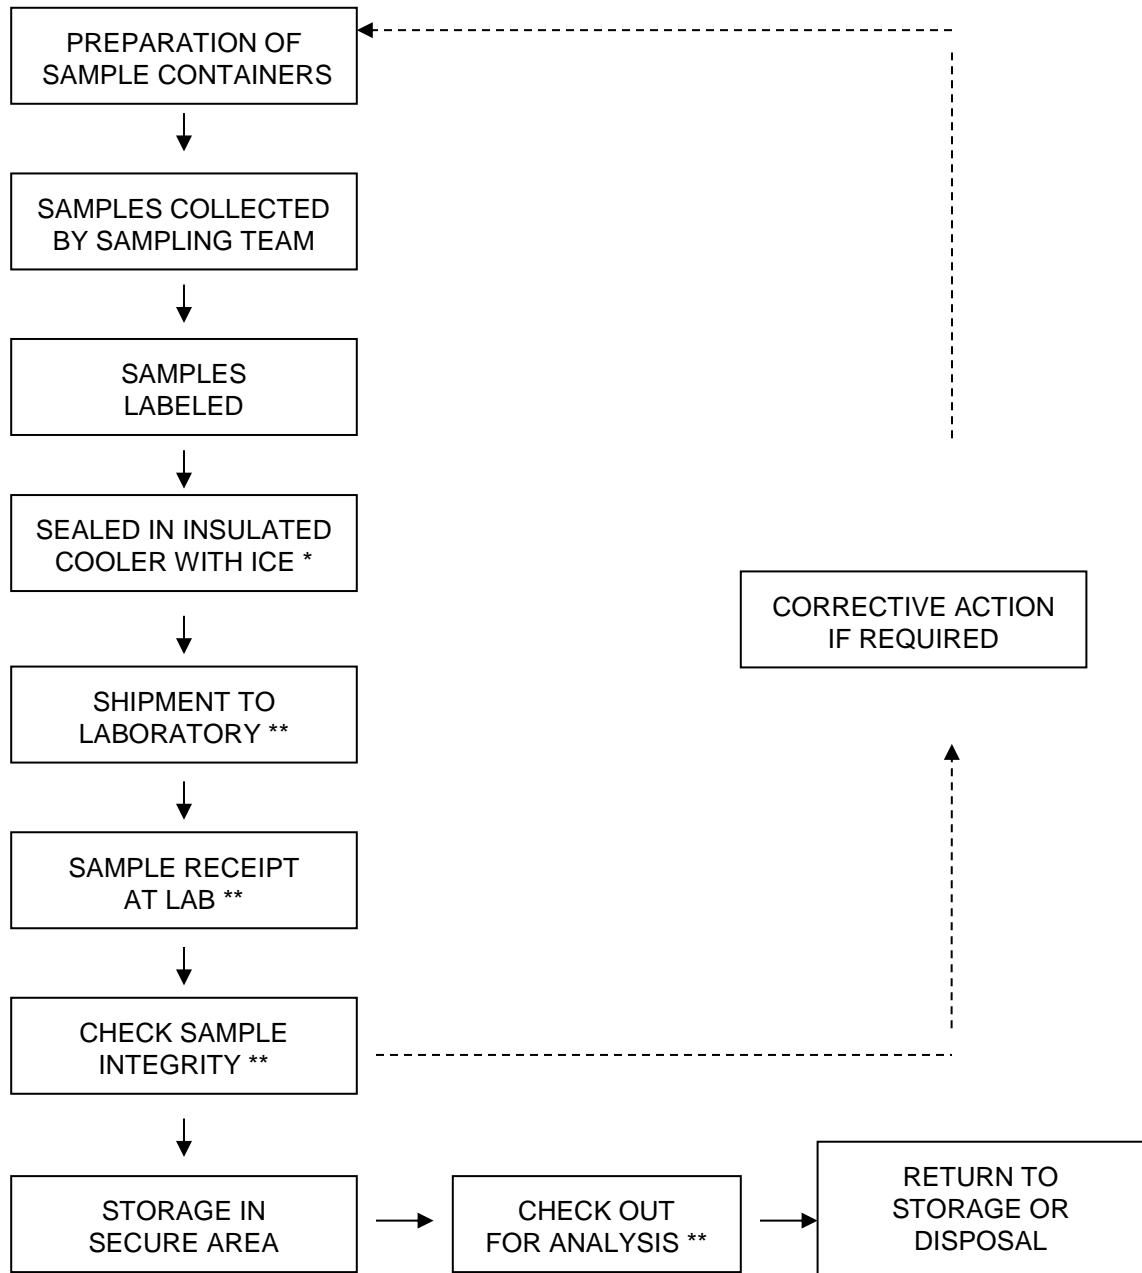 PREPARATION OF
SAMPLE CONTAINERS
SAMPLES COLLECTED
BY SAMPLING TEAM
SAMPLES
LABELED
SEALED IN INSULATED
COOLER WITH ICE *
CORRECTIVE ACTION
IF REQUIRED
SHIPMENT TO
LABORATORY **
SAMPLE RECEIPT
AT LAB **
CHECK SAMPLE
INTEGRITY **
STORAGE IN
SECURE AREA
CHECK OUT
FOR ANALYSIS **
RETURN TO
STORAGE OR
DISPOSAL